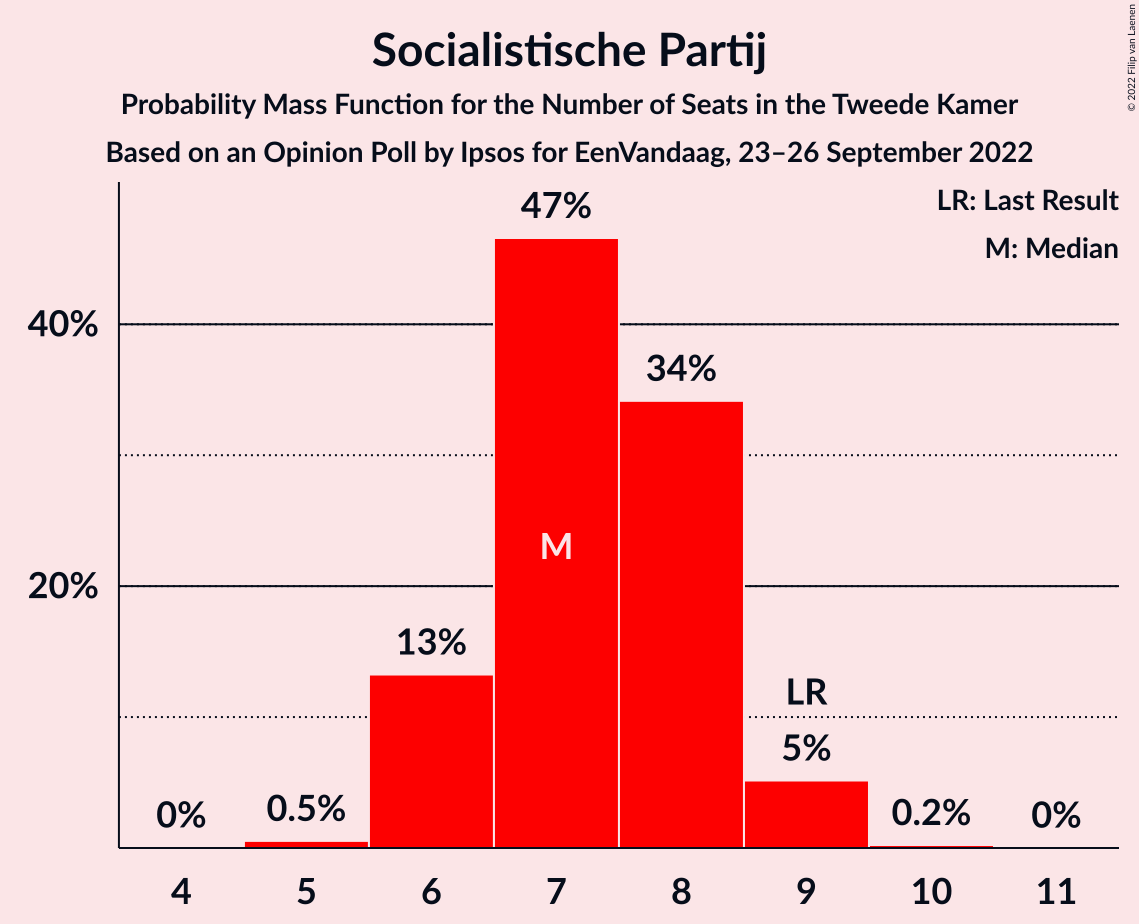 Socialistische Partij
Probability Mass Function for the Number of Seats in the Tweede Kamer
Based on an Opinion Poll by Ipsos for EenVandaag, 23–26 September 2022
© 2022 Filip van Laenen
LR: Last Result
M: Median
40%
20%
0%
0.5%
13%
47%
M
34%
LR
5%
0.2%
0%
4 5 6 7 8 9 10 11